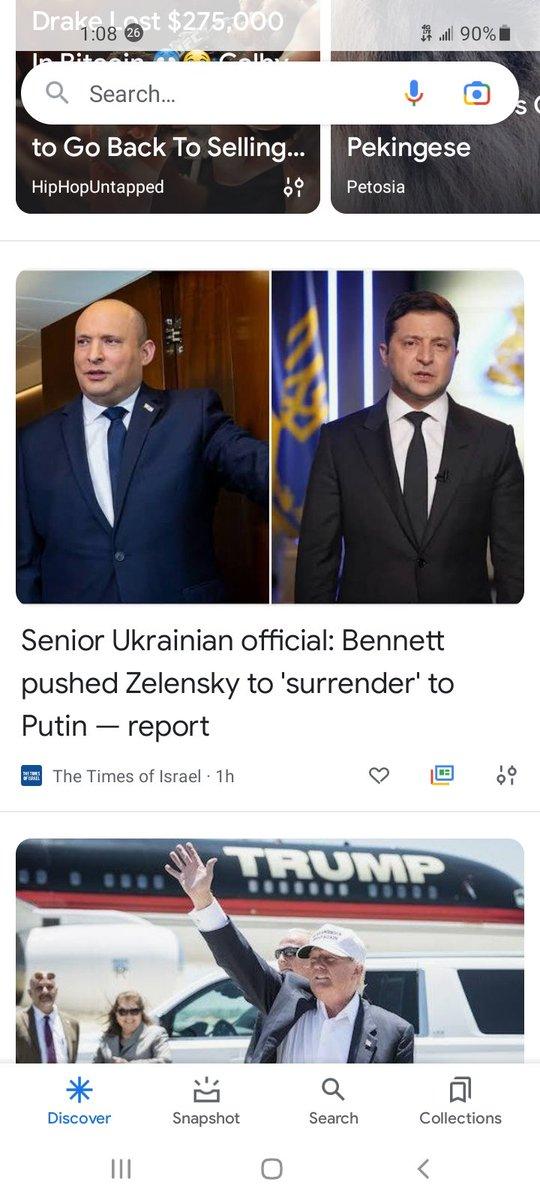 Drake Lost $275,000
1:08 26
90%
In Bitcoin
Search...
to Go Back To Selling...
HipHopUntapped
Pekingese
Petosia
Senior Ukrainian official: Bennett
pushed Zelensky to 'surrender' to
Putin — report
THE TIMES
OF ISRAEL
The Times of Israel · 1h
TRUMP
Discover
Snapshot
Search
Collections